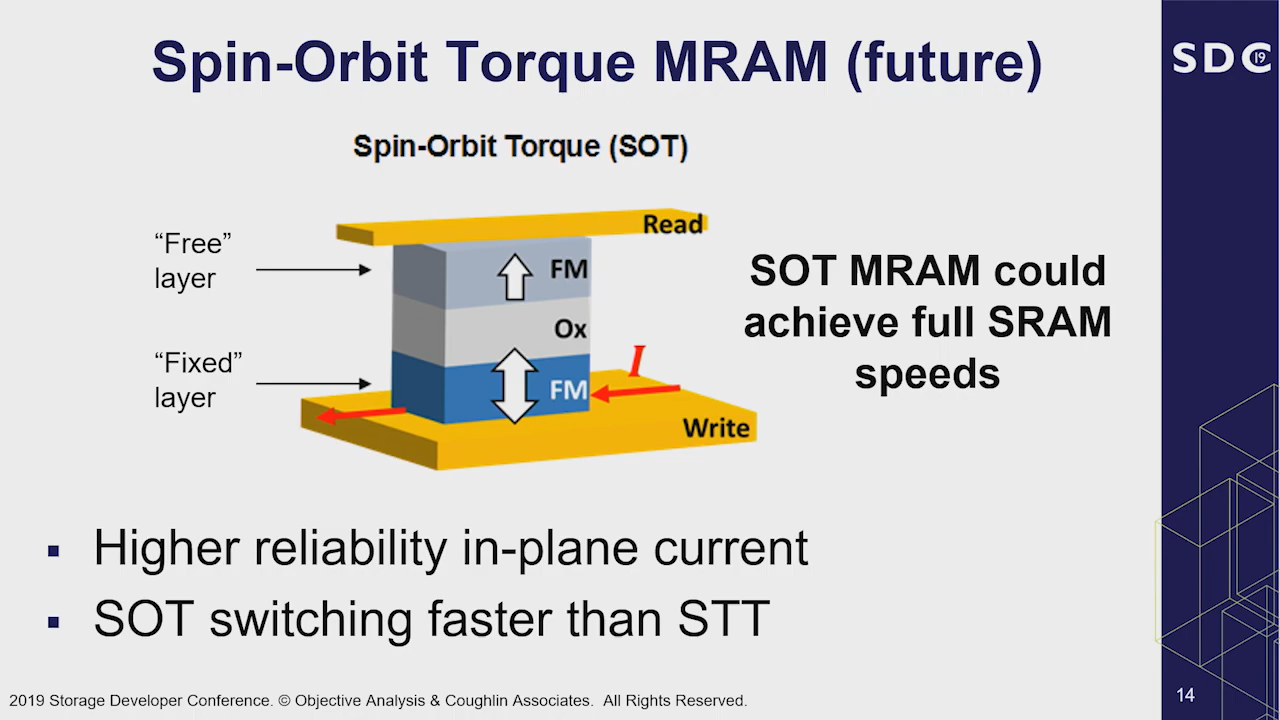 Spin-Orbit Torque MRAM (future)
SDC 19
Spin-Orbit Torque (SOT)
“Free”
layer
Read
FM
Ox
“Fixed”
layer
FM
I
Write
SOT MRAM could
achieve full SRAM
speeds
▪ Higher reliability in-plane current
▪ SOT switching faster than STT
2019 Storage Developer Conference. © Objective Analysis & Coughlin Associates. All Rights Reserved.
14